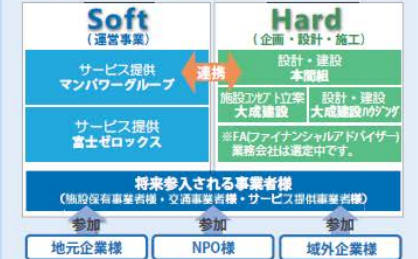 Soft
(運営事業)
Hard
(企画・設計・施工)
サービス提供
マンパワーグループ
連携
設計・建設
本間組
施設コンセプト立案
大成建設
設計・建設
大成建設ハウジング
サービス提供
富士ゼロックス
※FA(ファイナンシャルアドバイザー)
業務会社は選定中です。
将来参入される事業者様
(施設保有事業者様・交通事業者様・サービス提供事業者様)
参加
参加
参加
地元企業様
NPO様
域外企業様